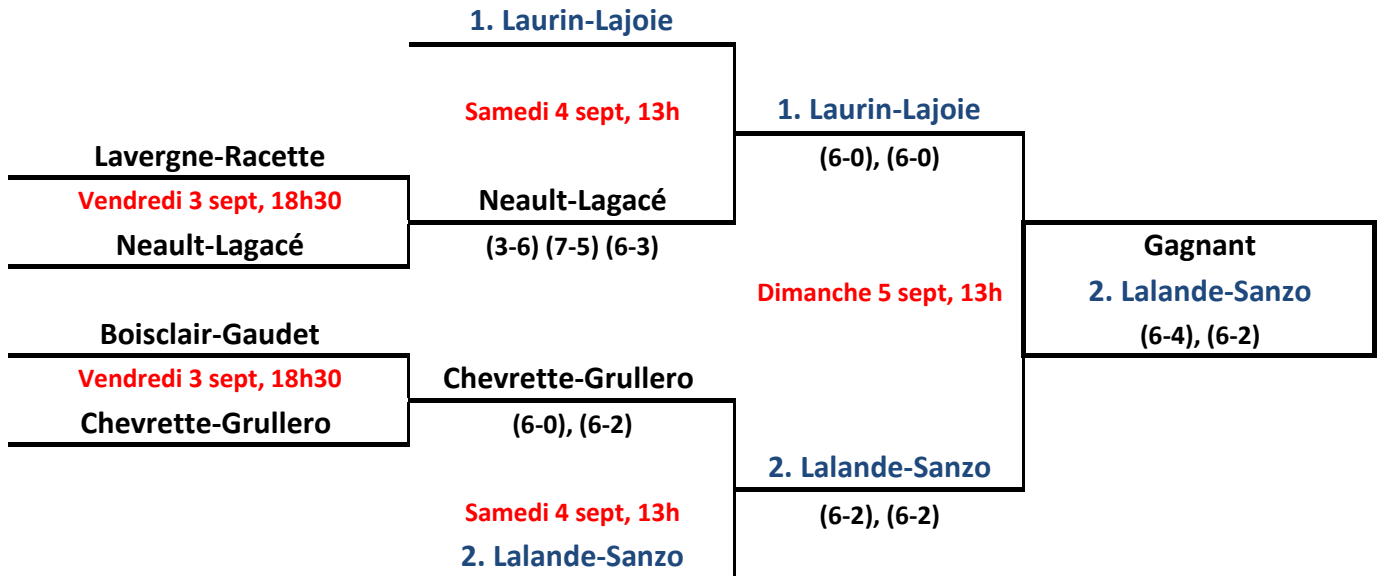 1. Laurin-Lajoie
Samedi 4 sept, 13h
1. Laurin-Lajoie
Lavergne-Racette
(6-0), (6-0)
Vendredi 3 sept, 18h30
Neault-Lagacé
Neault-Lagacé
(3-6) (7-5) (6-3)
Gagnant
Dimanche 5 sept, 13h
2. Lalande-Sanzo
Boisclair-Gaudet
(6-4), (6-2)
Vendredi 3 sept, 18h30
Chevrette-Grullero
Chevrette-Grullero
(6-0), (6-2)
2. Lalande-Sanzo
Samedi 4 sept, 13h
(6-2), (6-2)
2. Lalande-Sanzo